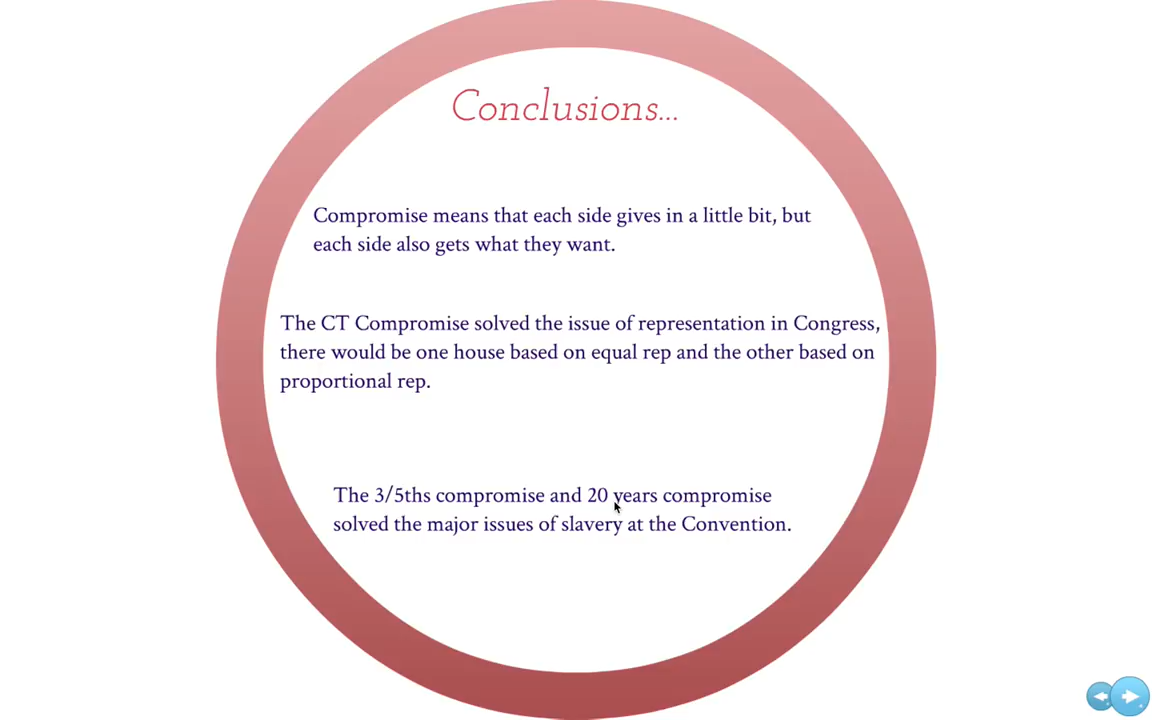 Conclusions...
Compromise means that each side gives in a little bit, but
each side also gets what they want.
The CT Compromise solved the issue of representation in Congress,
there would be one house based on equal rep and the other based on
proportional rep.
The 3/5ths compromise and 20 years compromise
solved the major issues of slavery at the Convention.